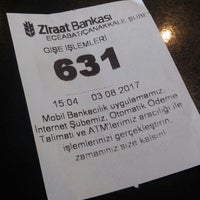 Ziraat Bankası
ECEABAT/ÇANAKKALE ŞUBE
GİŞE İŞLEMLERİ
631
15:04 03.08.2017
Mobil Bankacılık uygulamamız,
İnternet Şubemiz, Otomatik Ödeme
Talimatı ve ATM'lerimiz aracılığı ile
işlemlerinizi gerçekleştirin,
zamanınız size kalsın!